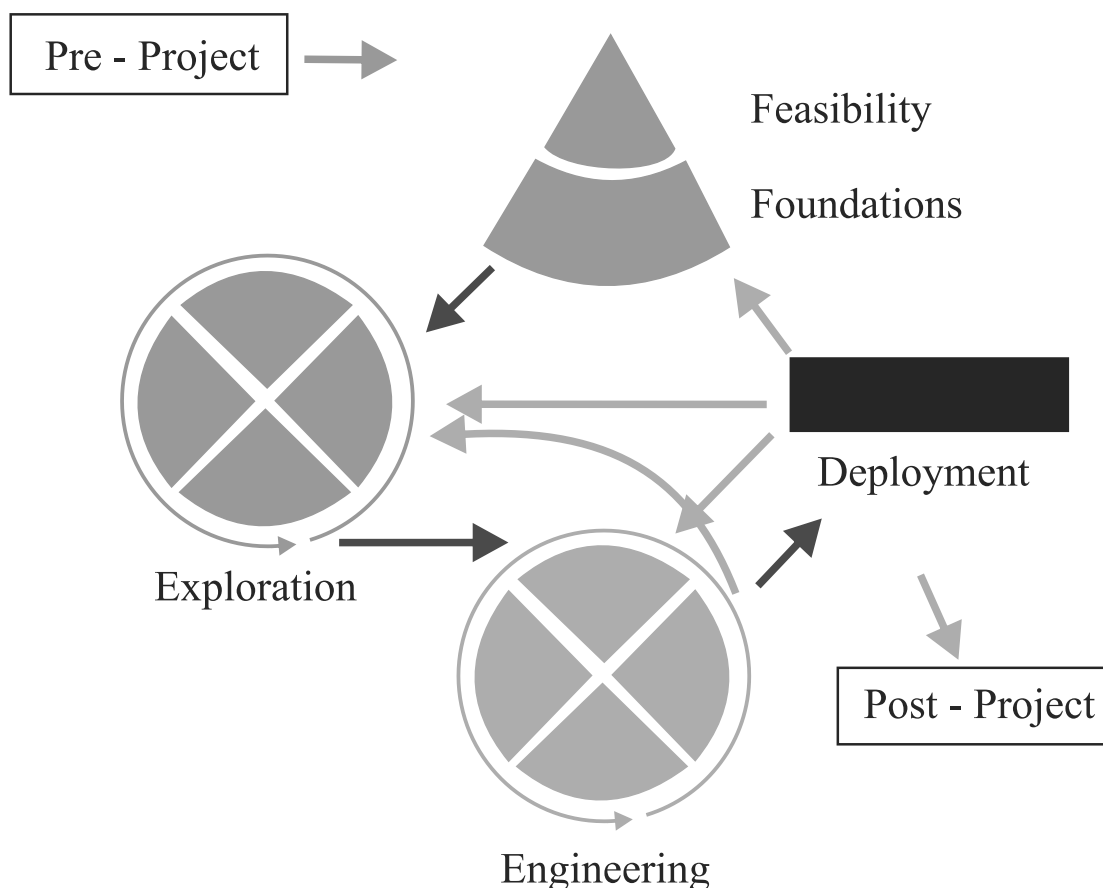 Pre - Project
Feasibility
Foundations
Deployment
Exploration
Post - Project
Engineering